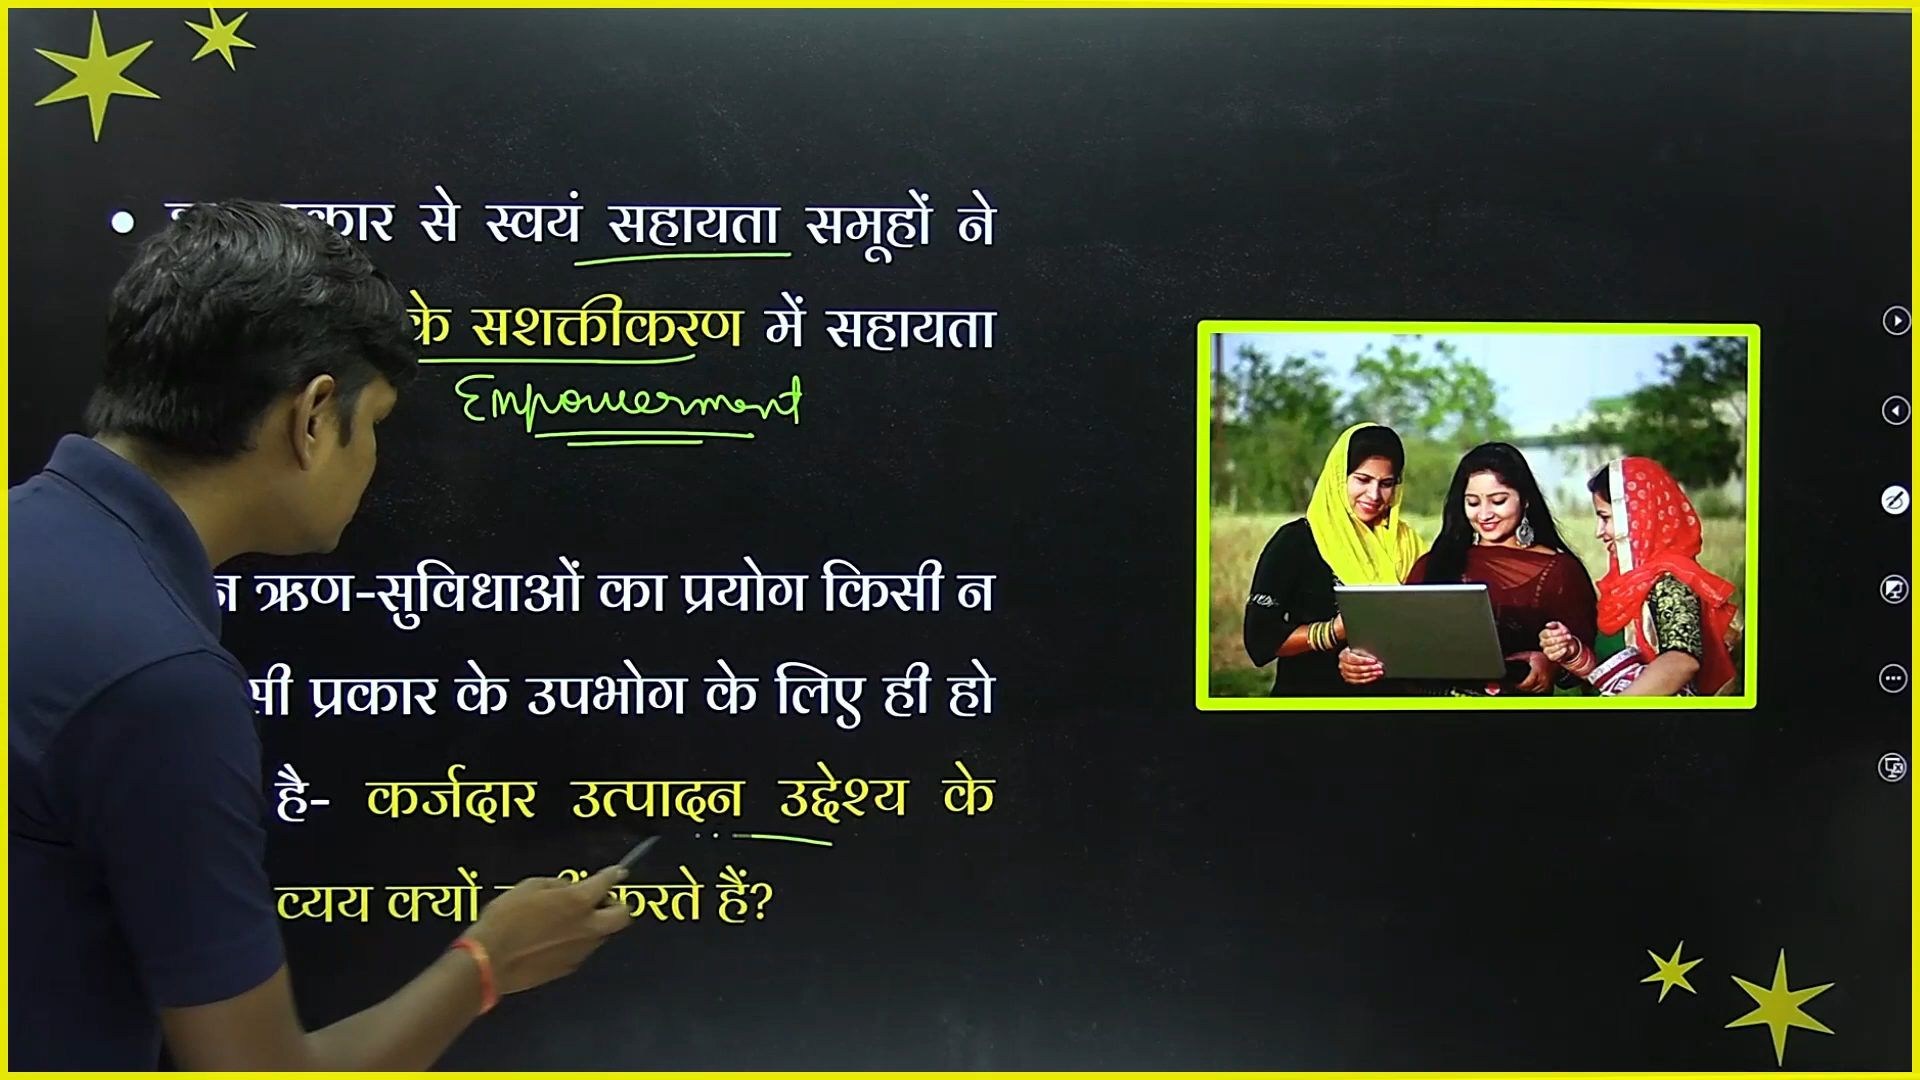 से स्वयं सहायता समूहों ने
के सशक्तीकरण में सहायता
Empowerment
ऋण-सुविधाओं का प्रयोग किसी न
प्रकार के उपभोग के लिए ही हो
है- कर्जदार उत्पादन उद्देश्य के
व्यय क्यों करते हैं?